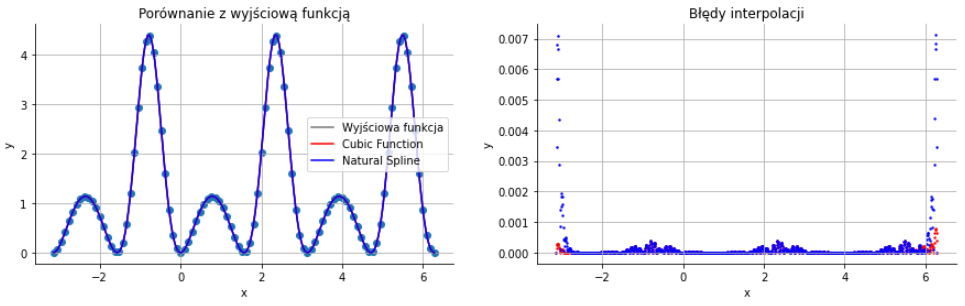 Porównanie z wyjściową funkcją
y
4
3
2
1
0
−2
0
2
4
6
x
Wyjściowa funkcja
Cubic Function
Natural Spline
Błędy interpolacji
y
0.007
0.006
0.005
0.004
0.003
0.002
0.001
0.000
−2
0
2
4
6
x